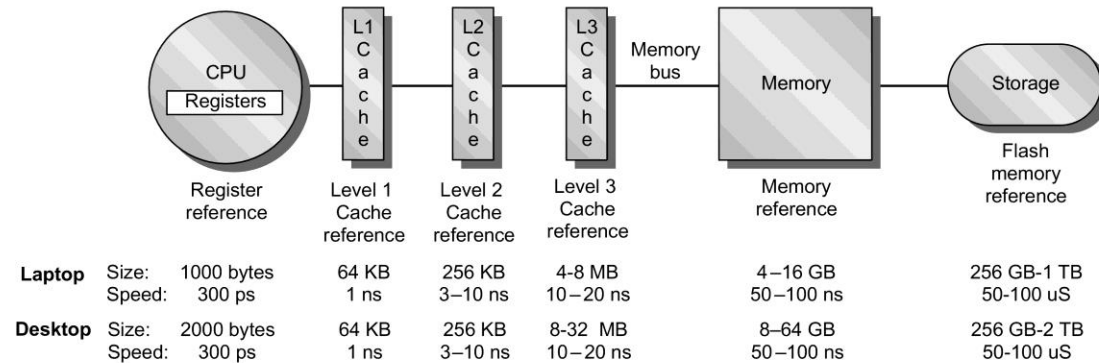 CPU
Registers
L1
C
a
c
h
e
L2
C
a
c
h
e
L3
C
a
c
h
e
Memory
bus
Memory
Storage
Register
reference
Level 1
Cache
reference
Level 2
Cache
reference
Level 3
Cache
reference
Memory
reference
Flash
memory
reference
Laptop Size: 1000 bytes 64 KB 256 KB 4-8 MB 4–16 GB 256 GB-1 TB
Speed: 300 ps 1 ns 3–10 ns 10–20 ns 50–100 ns 50-100 uS
Desktop Size: 2000 bytes 64 KB 256 KB 8-32 MB 8–64 GB 256 GB-2 TB
Speed: 300 ps 1 ns 3–10 ns 10–20 ns 50–100 ns 50-100 uS